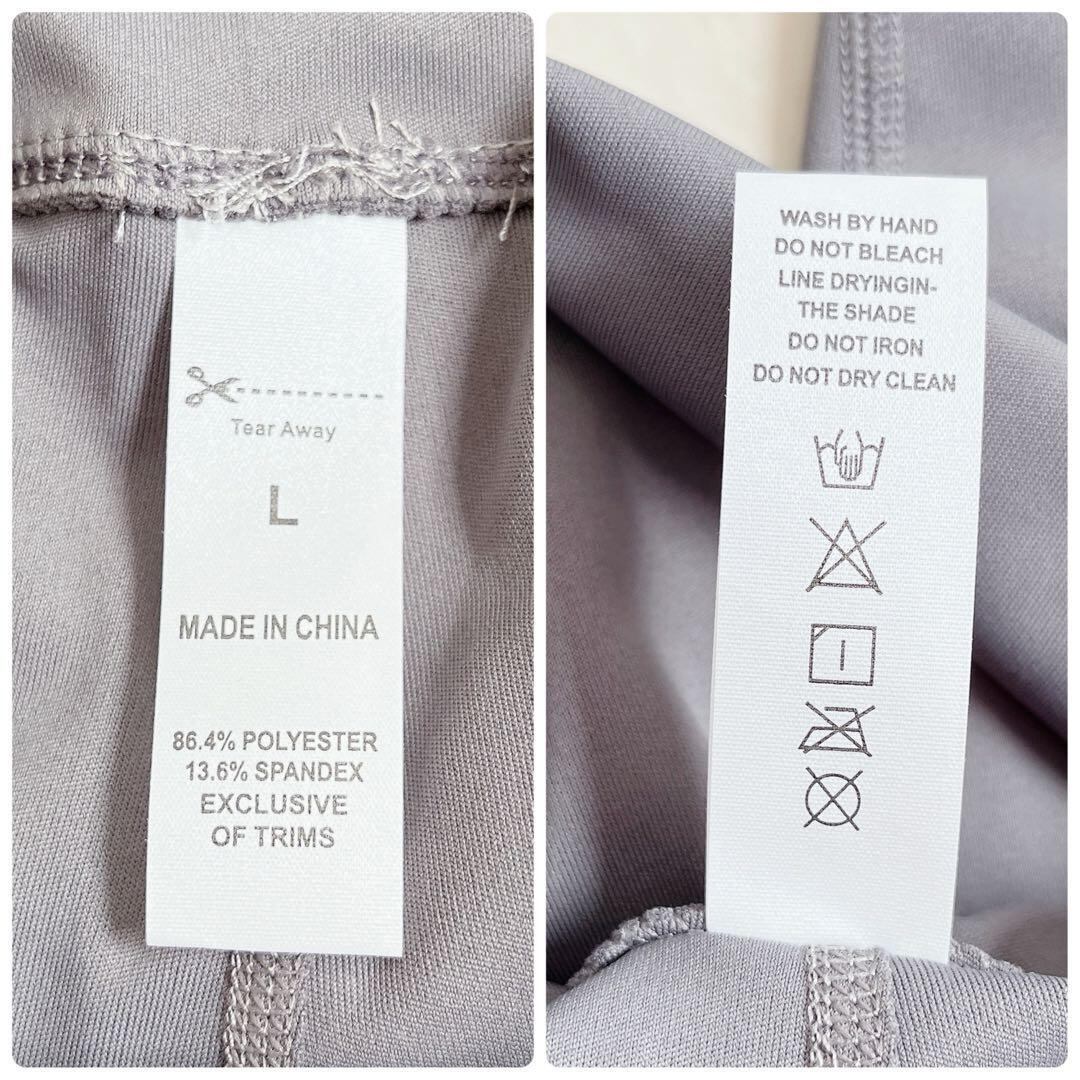 Tear Away
L
MADE IN CHINA
86.4% POLYESTER
13.6% SPANDEX
EXCLUSIVE
OF TRIMS
WASH BY HAND
DO NOT BLEACH
LINE DRYINGIN-
THE SHADE
DO NOT IRON
DO NOT DRY CLEAN